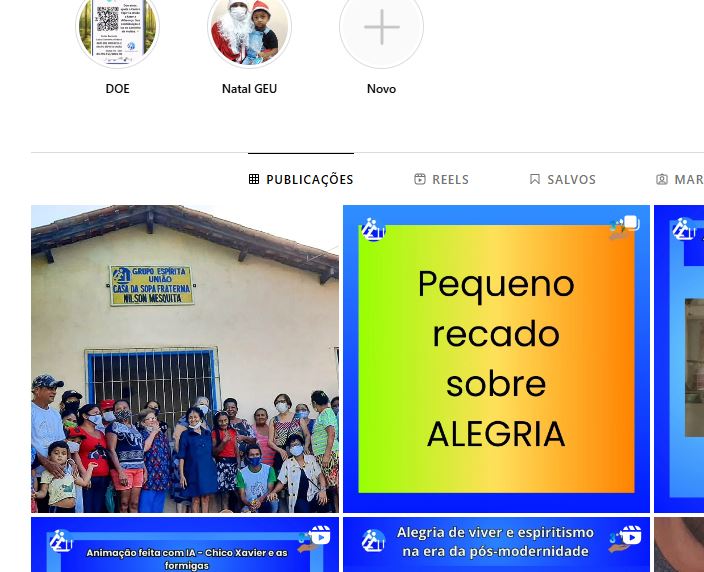 DOE
Natal GEU
Novo
PUBLICAÇÕES
REELS
SALVOS
MAR
GRUPO ESPÍRITA
UNIÃO
CASA DA SOPA FRATERNA
NILSON MESQUITA
Pequeno
recado
sobre
ALEGRIA
Animação feita com IA - Chico Xavier e as
formigas
Alegria de viver e espiritismo
na era da pós-modernidade